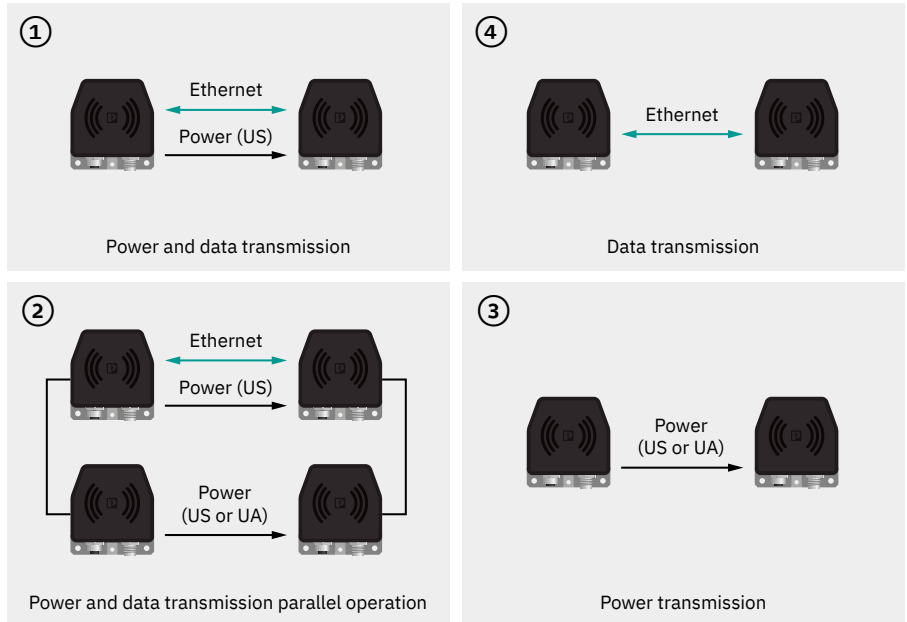 ①
Ethernet
Power (US)
Power and data transmission
④
Ethernet
Data transmission
②
Ethernet
Power (US)
Power
(US or UA)
Power and data transmission parallel operation
③
Power
(US or UA)
Power transmission